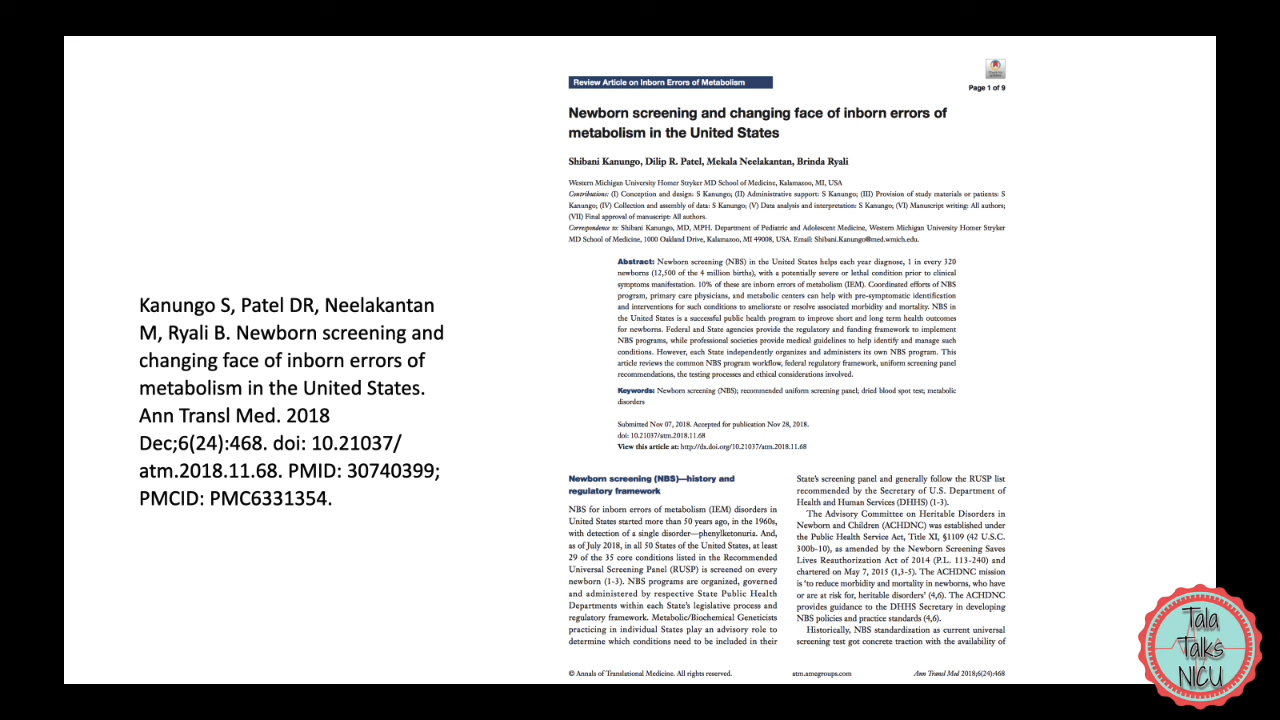 Kanungo S, Patel DR, Neelakantan
M, Ryali B. Newborn screening and
changing face of inborn errors of
metabolism in the United States.
Ann Transl Med. 2018
Dec;6(24):468. doi: 10.21037/
atm.2018.11.68. PMID: 30740399;
PMCID: PMC6331354.
Review Article on Inborn Errors of Metabolism
Page 1 of 9
Newborn screening and changing face of inborn errors of
metabolism in the United States
Shibani Kanungo, Dilip R. Patel, Mekala Neelakantan, Brinda Ryali
Western Michigan University Homer Stryker MD School of Medicine, Kalamazoo, MI, USA
Contributions: (I) Conception and design: S Kanungo; (II) Administrative support: S Kanungo; (III) Provision of study materials or patients: S
Kanungo; (IV) Collection and assembly of data: S Kanungo; (V) Data analysis and interpretation: S Kanungo; (VI) Manuscript writing: All authors;
(VII) Final approval of manuscript: All authors.
Correspondence to: Shibani Kanungo, MD, MPH. Department of Pediatric and Adolescent Medicine, Western Michigan University Homer Stryker
MD School of Medicine, 1000 Oakland Drive, Kalamazoo, MI 49008, USA. Email: Shibani.Kanungo@med.wmich.edu.
Abstract: Newborn screening (NBS) in the United States helps each year diagnose, 1 in every 320
newborns (12,500 of the 4 million births), with a potentially severe or lethal condition prior to clinical
symptoms manifestation. 10% of these are inborn errors of metabolism (IEM). Coordinated efforts of NBS
program, primary care physicians, and metabolic centers can help with pre-symptomatic identification
and interventions for such conditions to ameliorate or resolve associated morbidity and mortality. NBS in
the United States is a successful public health program to improve short and long term health outcomes
for newborns. Federal and State agencies provide the regulatory and funding framework to implement
NBS programs, while professional societies provide medical guidelines to help identify and manage such
conditions. However, each State independently organizes and administers its own NBS program. This
article reviews the common NBS program workflow, federal regulatory framework, uniform screening panel
recommendations, the testing processes and ethical considerations involved.
Keywords: Newborn screening (NBS); recommended uniform screening panel; dried blood spot test; metabolic
disorders
Submitted Nov 07, 2018. Accepted for publication Nov 28, 2018.
doi: 10.21037/atm.2018.11.68
View this article at: http://dx.doi.org/10.21037/atm.2018.11.68
Newborn screening (NBS)—history and
regulatory framework
NBS for inborn errors of metabolism (IEM) disorders in
United States started more than 50 years ago, in the 1960s,
with detection of a single disorder—phenylketonuria. And,
as of July 2018, in all 50 States of the United States, at least
29 of the 35 core conditions listed in the Recommended
Universal Screening Panel (RUSP) is screened on every
newborn (1-3). NBS programs are organized, governed
and administered by respective State Public Health
Departments within each State's legislative process and
regulatory framework. Metabolic/Biochemical Geneticists
practicing in individual States play an advisory role to
determine which conditions need to be included in their
State's screening panel and generally follow the RUSP list
recommended by the Secretary of U.S. Department of
Health and Human Services (DHHS) (1-3).
The Advisory Committee on Heritable Disorders in
Newborn and Children (ACHDNC) was established under
the Public Health Service Act, Title XI, §1109 (42 U.S.C.
300b-10), as amended by the Newborn Screening Saves
Lives Reauthorization Act of 2014 (P.L. 113-240) and
chartered on May 7, 2015 (1,3-5). The ACHDNC mission
is 'to reduce morbidity and mortality in newborns, who have
or are at risk for, heritable disorders' (4,6). The ACHDNC
provides guidance to the DHHS Secretary in developing
NBS policies and practice standards (4,6).
Historically, NBS standardization as current universal
screening test got concrete traction with the availability of
© Annals of Translational Medicine. All rights reserved.
atm.amegroups.com
Ann Transl Med 2018;6(24):468
Tala
Talks
NICU